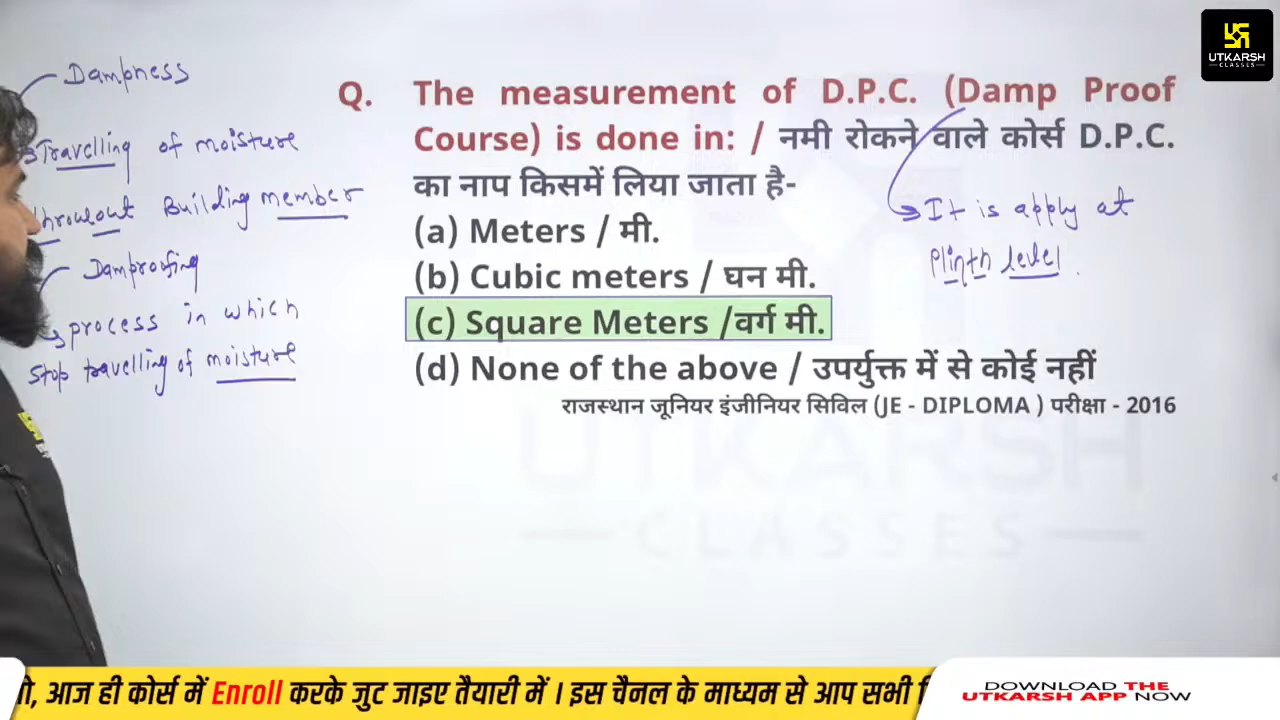 UTKARSH
CLASSES
Dampness
Travelling of moisture
Building member
Damproofing
process in which
Stop travelling of moisture
Q. The measurement of D.P.C. (Damp Proof
Course) is done in: / नमी रोकने वाले कोर्स D.P.C.
का नाप किसमें लिया जाता है-
(a) Meters / मी.
(b) Cubic meters / घन मी.
(c) Square Meters /वर्ग मी.
(d) None of the above / उपर्युक्त में से कोई नहीं
राजस्थान जूनियर इंजीनियर सिविल (JE - DIPLOMA ) परीक्षा - 2016
It is apply at
Plinth level.
UTKARSH
CLASSES
आज ही कोर्स में Enroll करके जुट जाइए तैयारी में । इस चैनल के माध्यम से आप सभी
DOWNLOAD THE
UTKARSH APP NOW